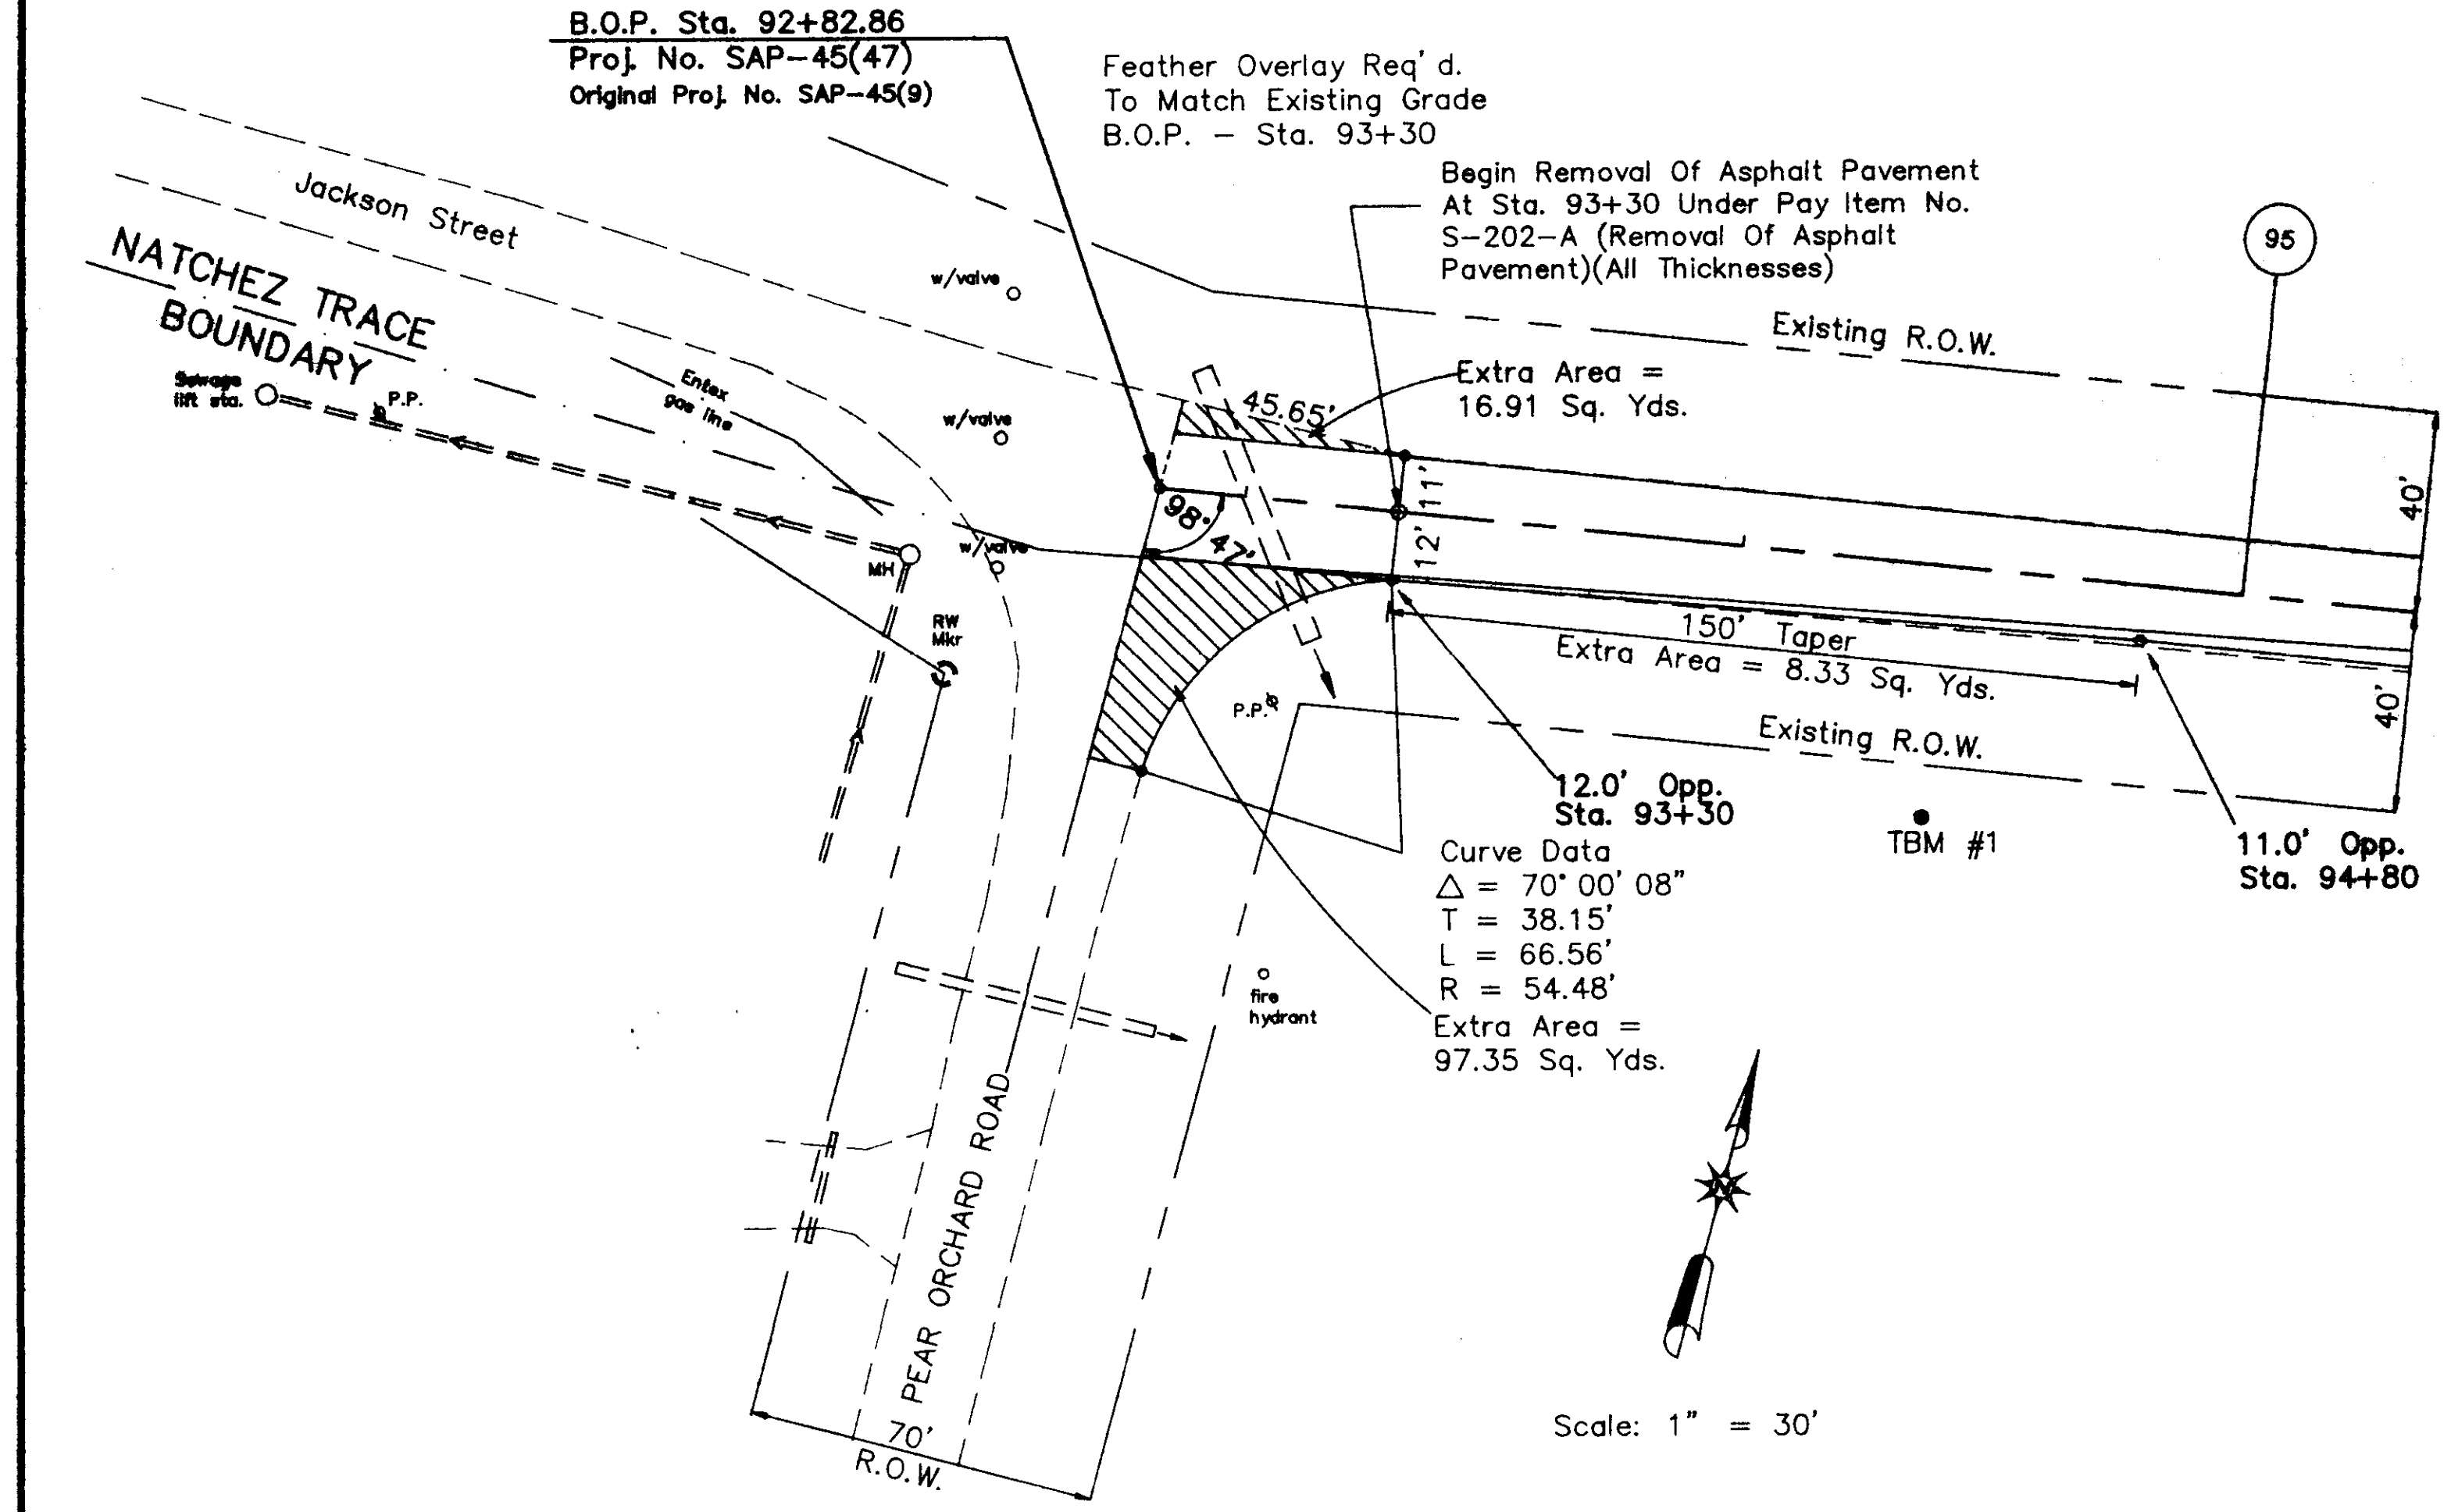 B.O.P. Sta. 92+82.86
Proj. No. SAP-45(47)
Original Proj. No. SAP-45(9)
Feather Overlay Req'd.
To Match Existing Grade
B.O.P. - Sta. 93+30
Begin Removal Of Asphalt Pavement
At Sta. 93+30 Under Pay Item No.
S-202-A (Removal Of Asphalt
Pavement)(All Thicknesses)
95
Jackson Street
NATCHEZ TRACE
BOUNDARY
Sewage
lift sta.
P.P.
Entex
gas line
w/valve
w/valve
w/valve
MH
RW
Mkr
Existing R.O.W.
Extra Area =
16.91 Sq. Yds.
45.65'
98°
47'
11'
12'
40'
40'
150' Taper
Extra Area = 8.33 Sq. Yds.
P.P.
Existing R.O.W.
12.0' Opp.
Sta. 93+30
TBM #1
11.0' Opp.
Sta. 94+80
Curve Data
△ = 70° 00' 08"
T = 38.15'
L = 66.56'
R = 54.48'
Extra Area =
97.35 Sq. Yds.
fire
hydrant
PEAR ORCHARD ROAD
70'
R.O.W.
N
Scale: 1" = 30'